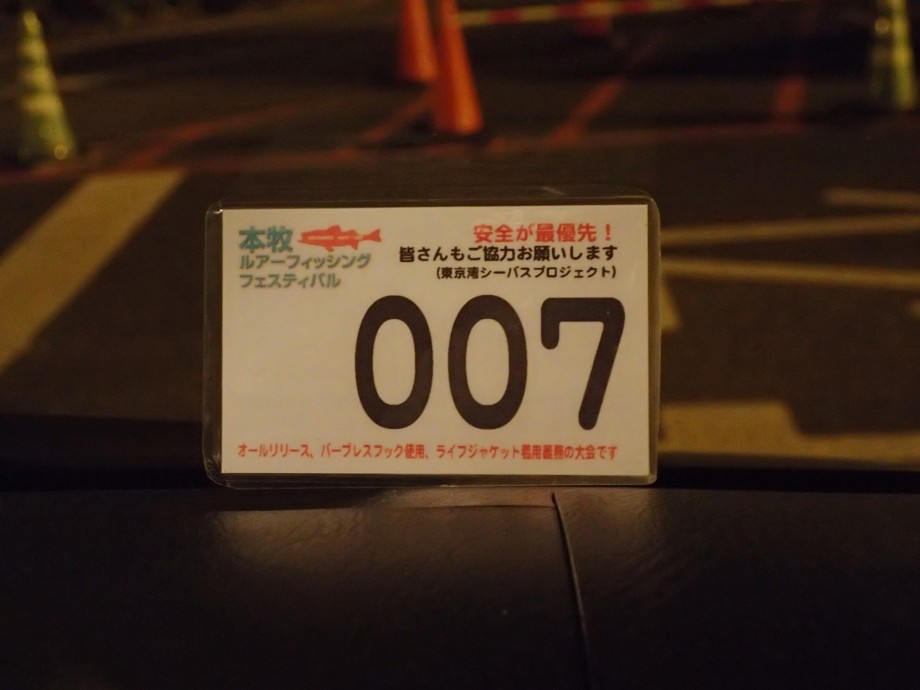 本牧
ルアーフィッシング
フェスティバル
安全が最優先！
皆さんもご協力お願いします
(東京湾シーバスプロジェクト)
007
オールリリース、バーブレスフック使用、ライフジャケット着用義務の大会です